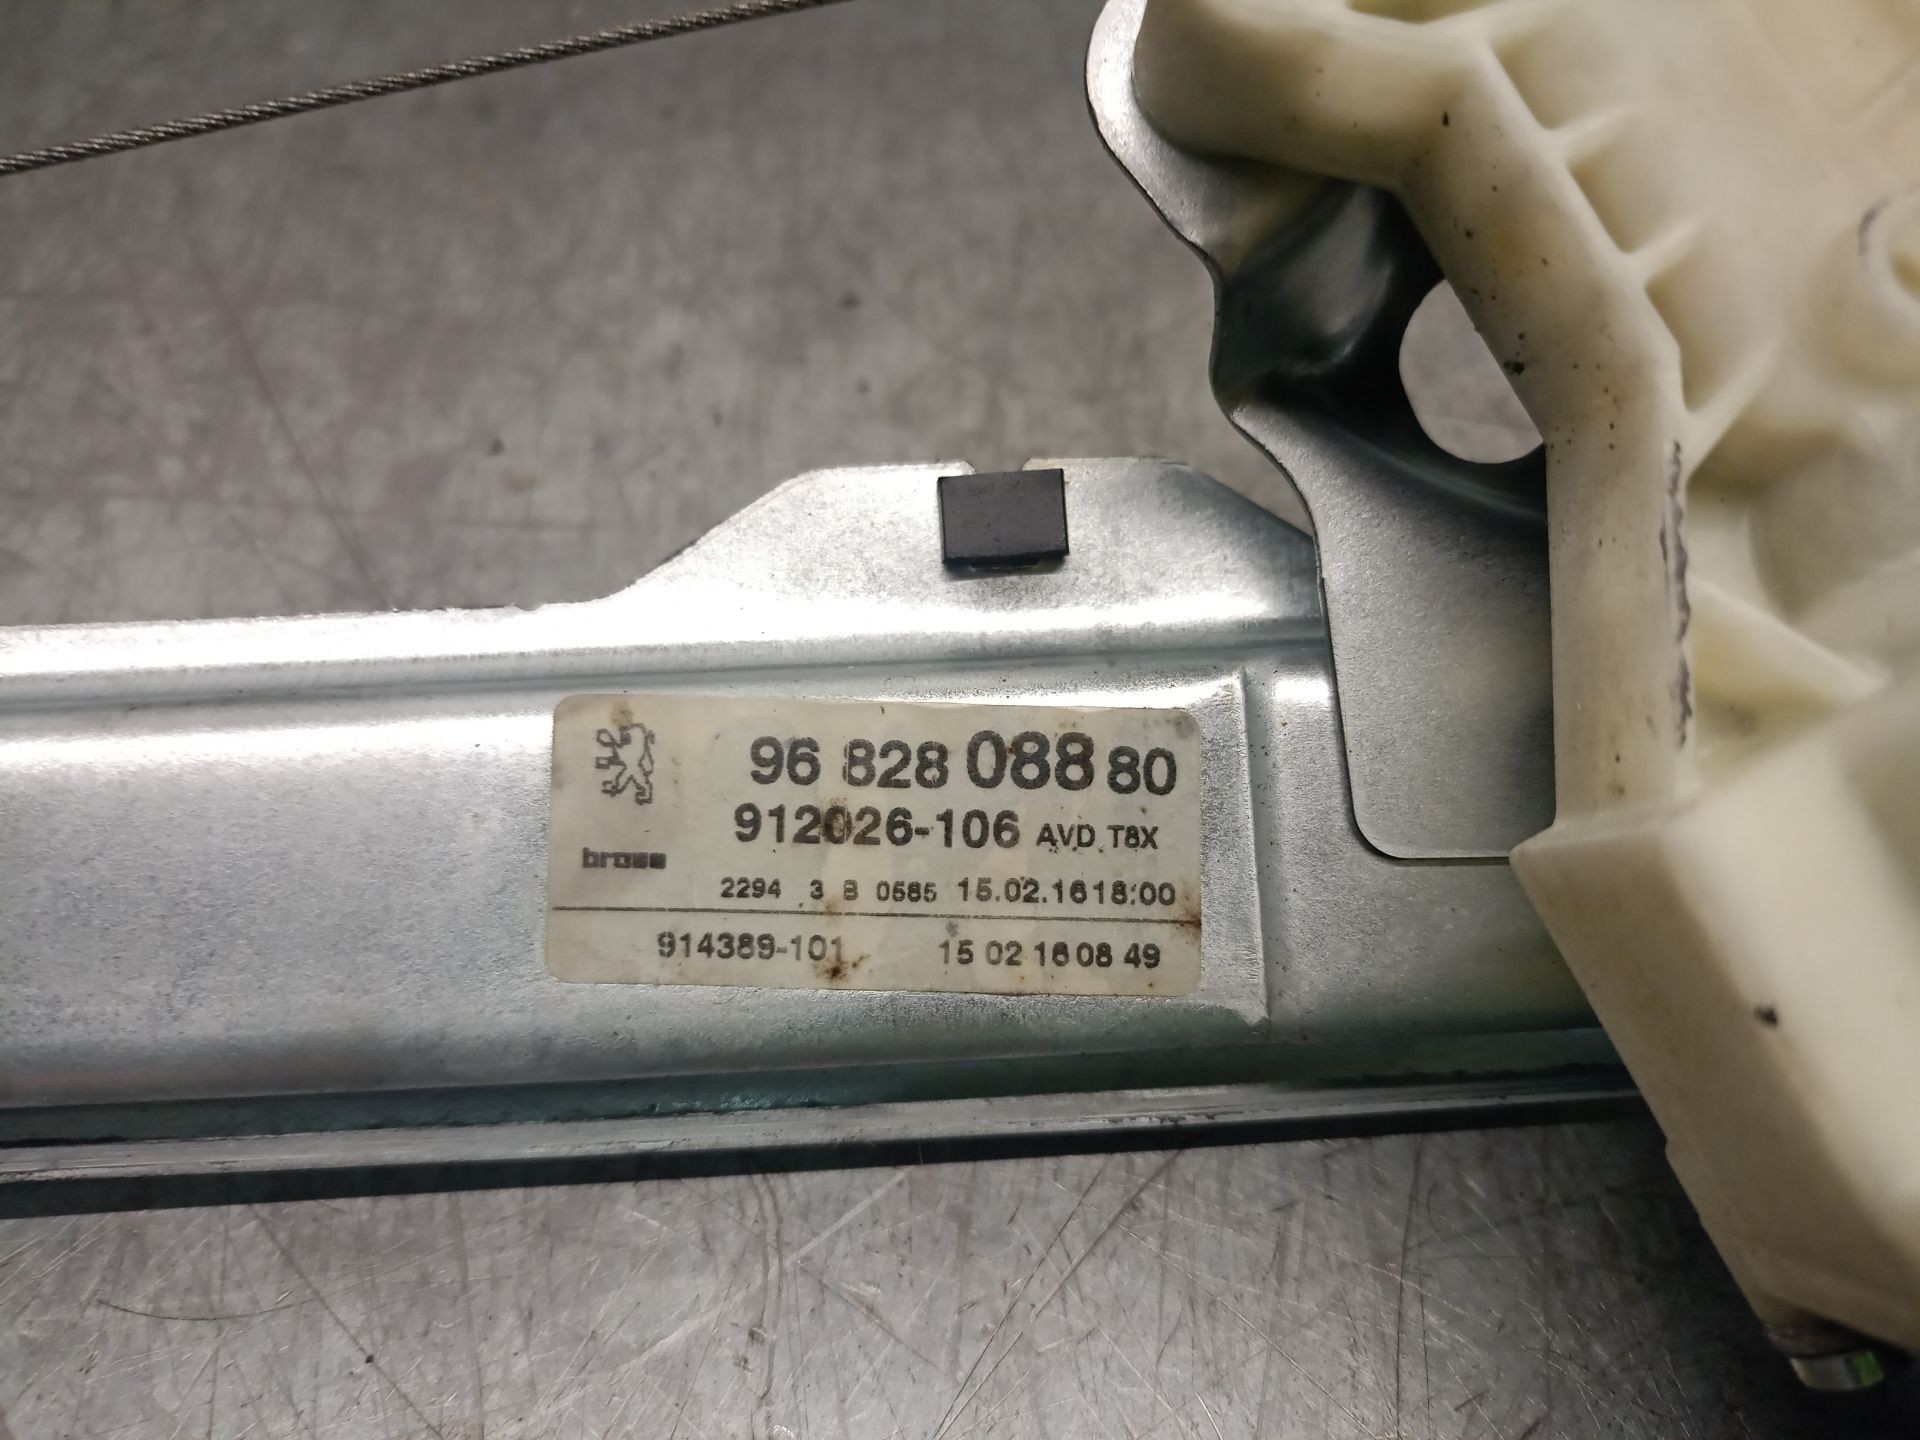 96 828 088 80
912026-106 AVD T8X
brose
2294 3 B 0585 15.02.16 18:00
914389-101 15 02 16 08 49